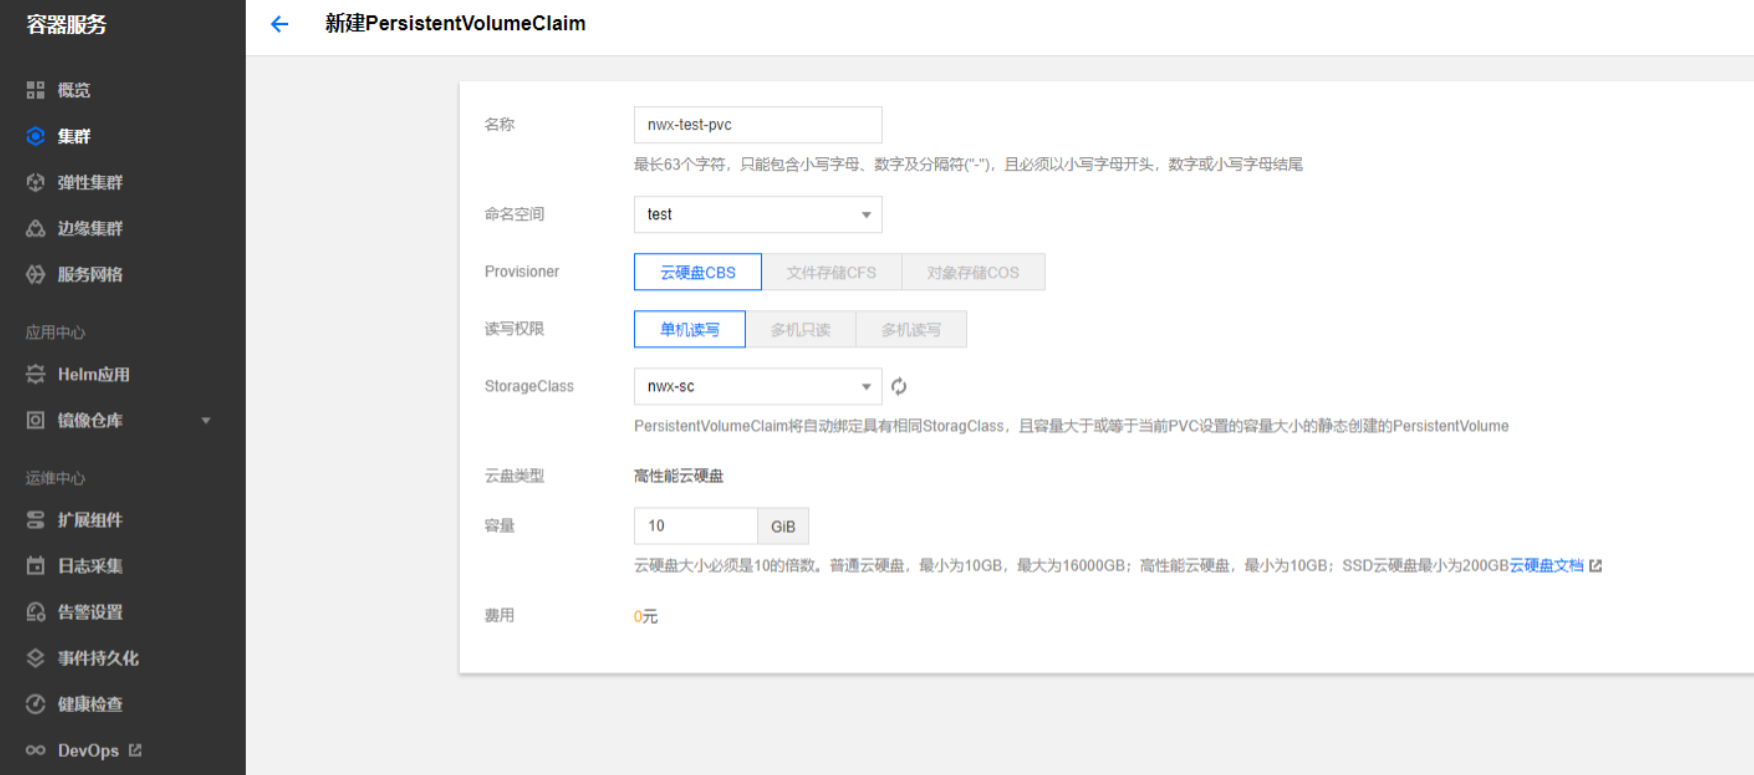 容器服务
概览
集群
弹性集群
边缘集群
服务网格
应用中心
Helm应用
镜像仓库
运维中心
扩展组件
日志采集
告警设置
事件持久化
健康检查
DevOps
新建PersistentVolumeClaim
名称 nwx-test-pvc
最长63个字符，只能包含小写字母、数字及分隔符("-")，且必须以小写字母开头，数字或小写字母结尾
命名空间 test
Provisioner 云硬盘CBS 文件存储CFS 对象存储COS
读写权限 单机读写 多机只读 多机读写
StorageClass nwx-sc
PersistentVolumeClaim将自动绑定具有相同StoragClass，且容量大于或等于当前PVC设置的容量大小的静态创建的PersistentVolume
云盘类型 高性能云硬盘
容量 10 GiB
云硬盘大小必须是10的倍数。普通云硬盘，最小为10GB，最大为16000GB；高性能云硬盘，最小为10GB；SSD云硬盘最小为200GB云硬盘文档
费用 0元